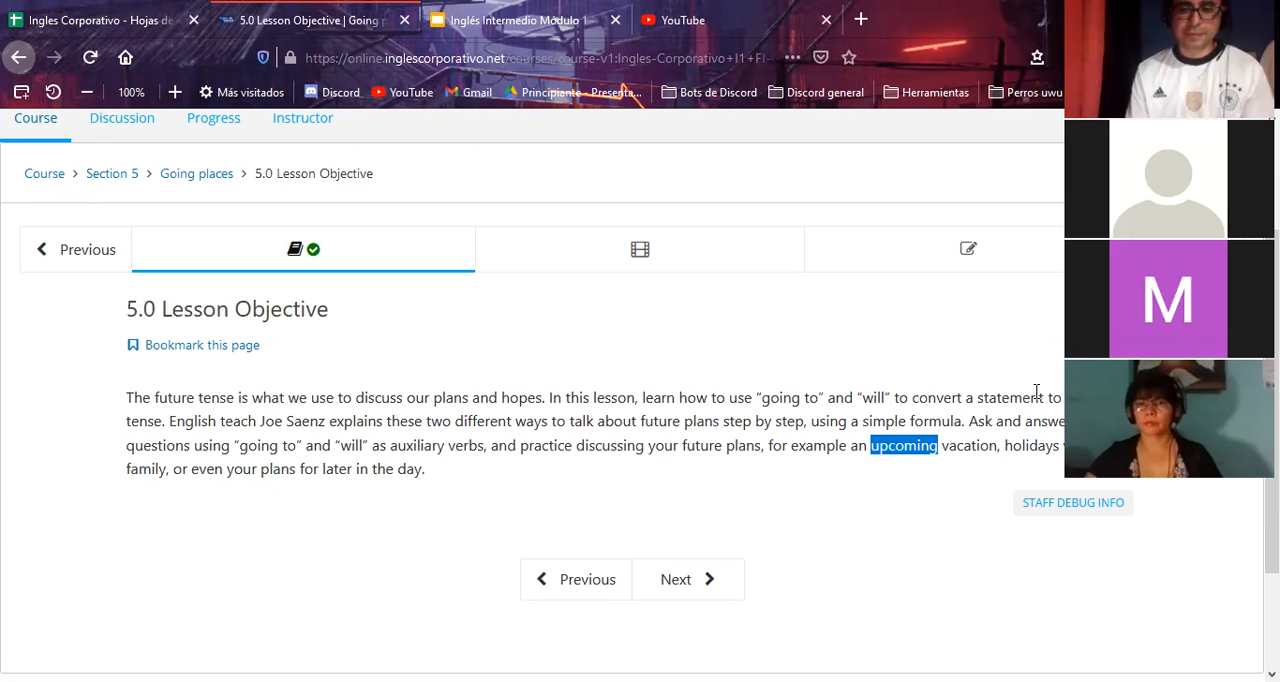 Ingles Corporativo - Hojas de
5.0 Lesson Objective | Going p
Inglés Intermedio Módulo 1 -
YouTube
https://online.inglescorporativo.net/courses/course-v1:Ingles-Corporativo+I1+FI-
100%
Más visitados
Discord
YouTube
Gmail
Principiante - Presenta...
Bots de Discord
Discord general
Herramientas
Perros uwu
Course
Discussion
Progress
Instructor
Course > Section 5 > Going places > 5.0 Lesson Objective
Previous
5.0 Lesson Objective
Bookmark this page
The future tense is what we use to discuss our plans and hopes. In this lesson, learn how to use “going to” and “will” to convert a statement to
tense. English teach Joe Saenz explains these two different ways to talk about future plans step by step, using a simple formula. Ask and answe
questions using “going to” and “will” as auxiliary verbs, and practice discussing your future plans, for example an upcoming vacation, holidays
family, or even your plans for later in the day.
STAFF DEBUG INFO
Previous
Next
M